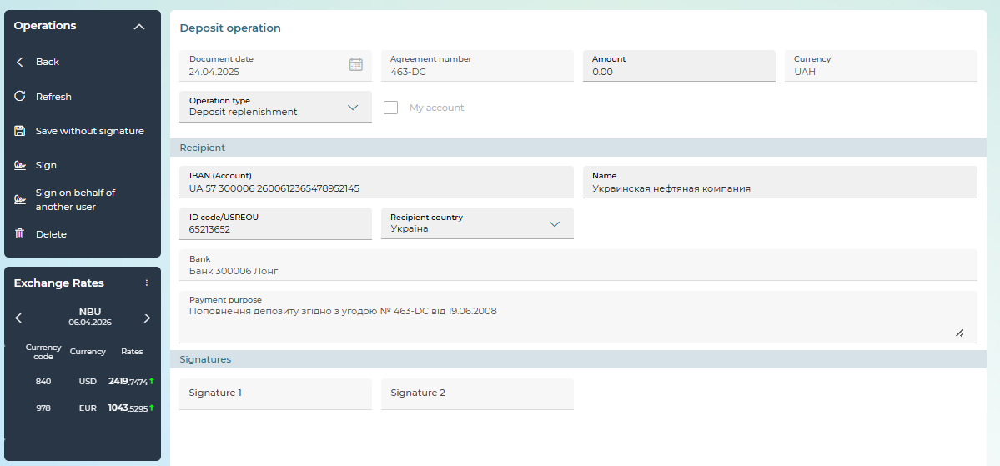 Operations
Back
Refresh
Save without signature
Sign
Sign on behalf of
another user
Delete
Exchange Rates
NBU
06.04.2026
Currency code Currency Rates
840 USD 2419.7474
978 EUR 1043.5295
Deposit operation
Document date
24.04.2025
Agreement number
463-DC
Amount
0.00
Currency
UAH
Operation type
Deposit replenishment
My account
Recipient
IBAN (Account)
UA 57 300006 2600612365478952145
Name
Украинская нефтяная компания
ID code/USREOU
65213652
Recipient country
Україна
Bank
Банк 300006 Лонг
Payment purpose
Поповнення депозиту згідно з угодою № 463-DC від 19.06.2008
Signatures
Signature 1
Signature 2